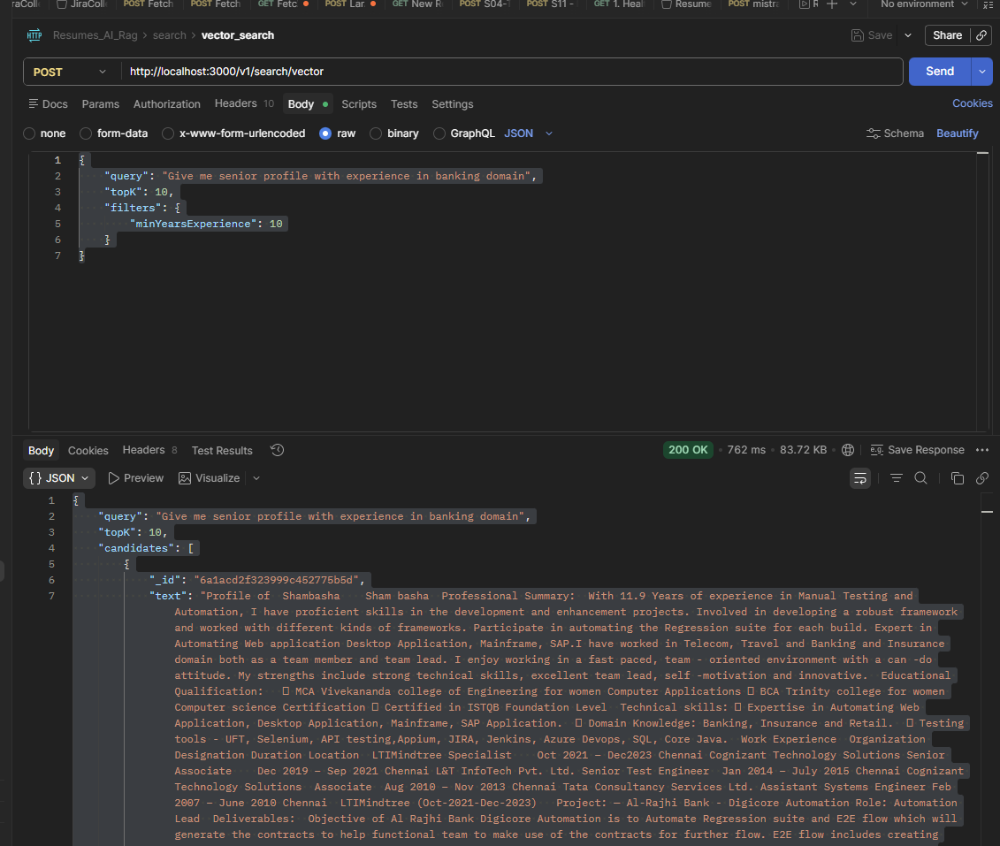 JiraColl
POST Fetch
POST Fetch
GET Fetc
POST Lar
GET New R
POST S04-
POST S11 -
GET 1. Heal
Resume
POST mistra
No environment
HTTP Resumes_AI_Rag > search > vector_search
Save
Share
POST
http://localhost:3000/v1/search/vector
Send
Docs Params Authorization Headers 10 Body Scripts Tests Settings
Cookies
none form-data x-www-form-urlencoded raw binary GraphQL JSON
Schema Beautify
1 {
2 "query": "Give me senior profile with experience in banking domain",
3 "topK": 10,
4 "filters": {
5 "minYearsExperience": 10
6 }
7 }
Body Cookies Headers 8 Test Results
200 OK • 762 ms • 83.72 KB • e.g. Save Response
{} JSON Preview Visualize
1 {
2 "query": "Give me senior profile with experience in banking domain",
3 "topK": 10,
4 "candidates": [
5 {
6 "_id": "6a1acd2f323999c452775b5d",
7 "text": "Profile of Shambasha Sham basha Professional Summary: With 11.9 Years of experience in Manual Testing and
Automation, I have proficient skills in the development and enhancement projects. Involved in developing a robust framework
and worked with different kinds of frameworks. Participate in automating the Regression suite for each build. Expert in
Automating Web application Desktop Application, Mainframe, SAP.I have worked in Telecom, Travel and Banking and Insurance
domain both as a team member and team lead. I enjoy working in a fast paced, team - oriented environment with a can -do
attitude. My strengths include strong technical skills, excellent team lead, self -motivation and innovative. Educational
Qualification:  MCA Vivekananda college of Engineering for women Computer Applications  BCA Trinity college for women
Computer science Certification  Certified in ISTQB Foundation Level Technical skills:  Expertise in Automating Web
Application, Desktop Application, Mainframe, SAP Application.  Domain Knowledge: Banking, Insurance and Retail.  Testing
tools - UFT, Selenium, API testing,Appium, JIRA, Jenkins, Azure Devops, SQL, Core Java. Work Experience Organization
Designation Duration Location LTIMindtree Specialist Oct 2021 – Dec2023 Chennai Cognizant Technology Solutions Senior
Associate Dec 2019 – Sep 2021 Chennai L&T InfoTech Pvt. Ltd. Senior Test Engineer Jan 2014 – July 2015 Chennai Cognizant
Technology Solutions Associate Aug 2010 – Nov 2013 Chennai Tata Consultancy Services Ltd. Assistant Systems Engineer Feb
2007 – June 2010 Chennai LTIMindtree (Oct-2021-Dec-2023) Project: – Al-Rajhi Bank - Digicore Automation Role: Automation
Lead Deliverables: Objective of Al Rajhi Bank Digicore Automation is to Automate Regression suite and E2E flow which will
generate the contracts to help functional team to make use of the contracts for further flow. E2E flow includes creating